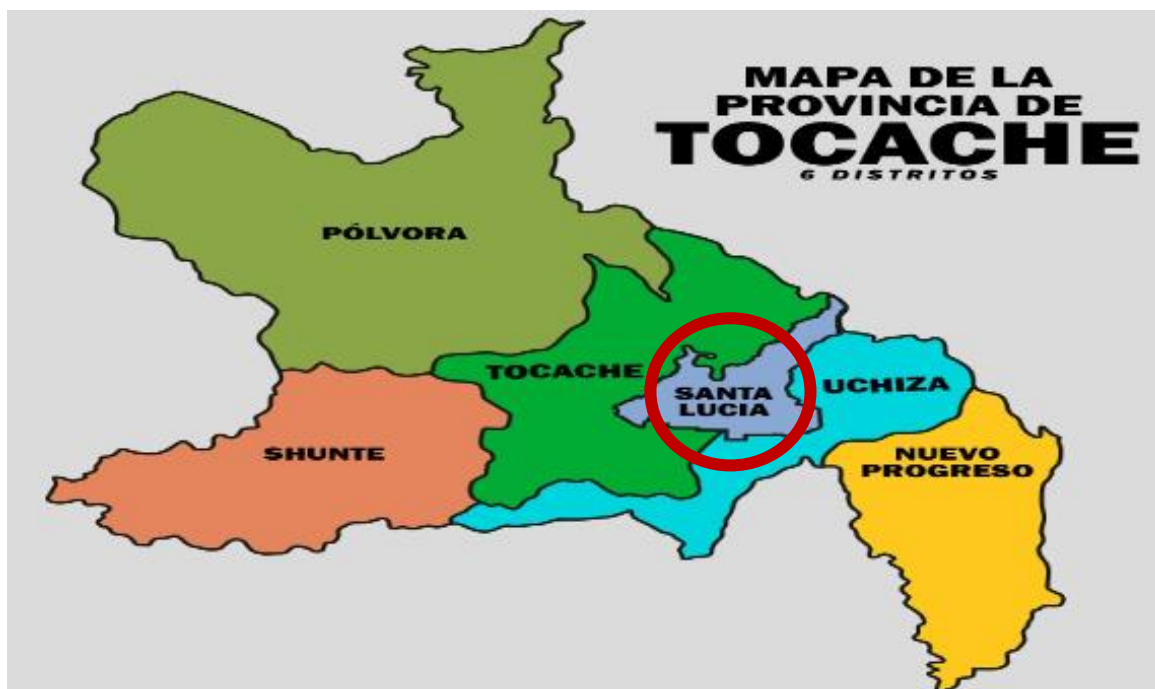 MAPA DE LA
PROVINCIA DE
TOCACHE
6 DISTRITOS
PÓLVORA
TOCACHE
SANTA
LUCIA
UCHIZA
SHUNTE
NUEVO
PROGRESO